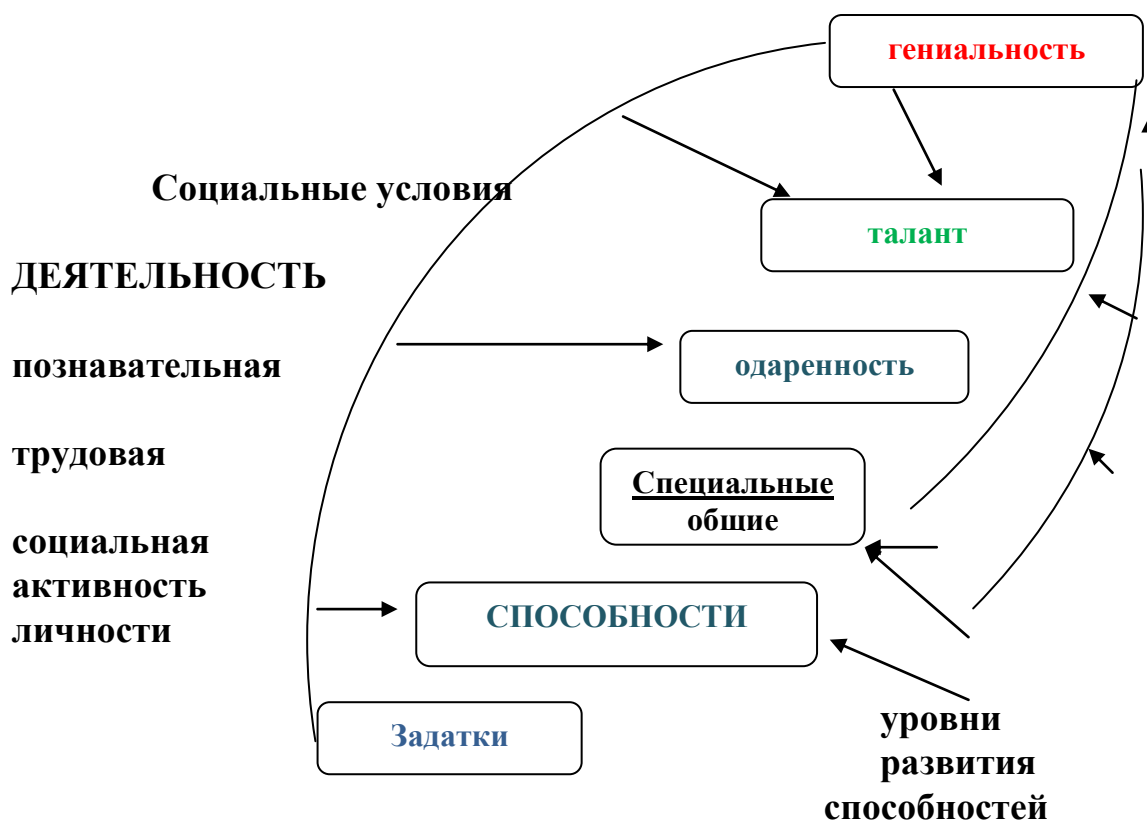 гениальность
Социальные условия
талант
ДЕЯТЕЛЬНОСТЬ
познавательная
одаренность
трудовая
Специальные
общие
социальная
активность
личности
СПОСОБНОСТИ
Задатки
уровни
развития
способностей